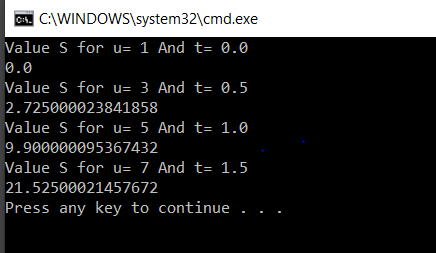 C:\WINDOWS\system32\cmd.exe
Value S for u= 1 And t= 0.0
0.0
Value S for u= 3 And t= 0.5
2.725000023841858
Value S for u= 5 And t= 1.0
9.900000095367432
Value S for u= 7 And t= 1.5
21.52500021457672
Press any key to continue . . .